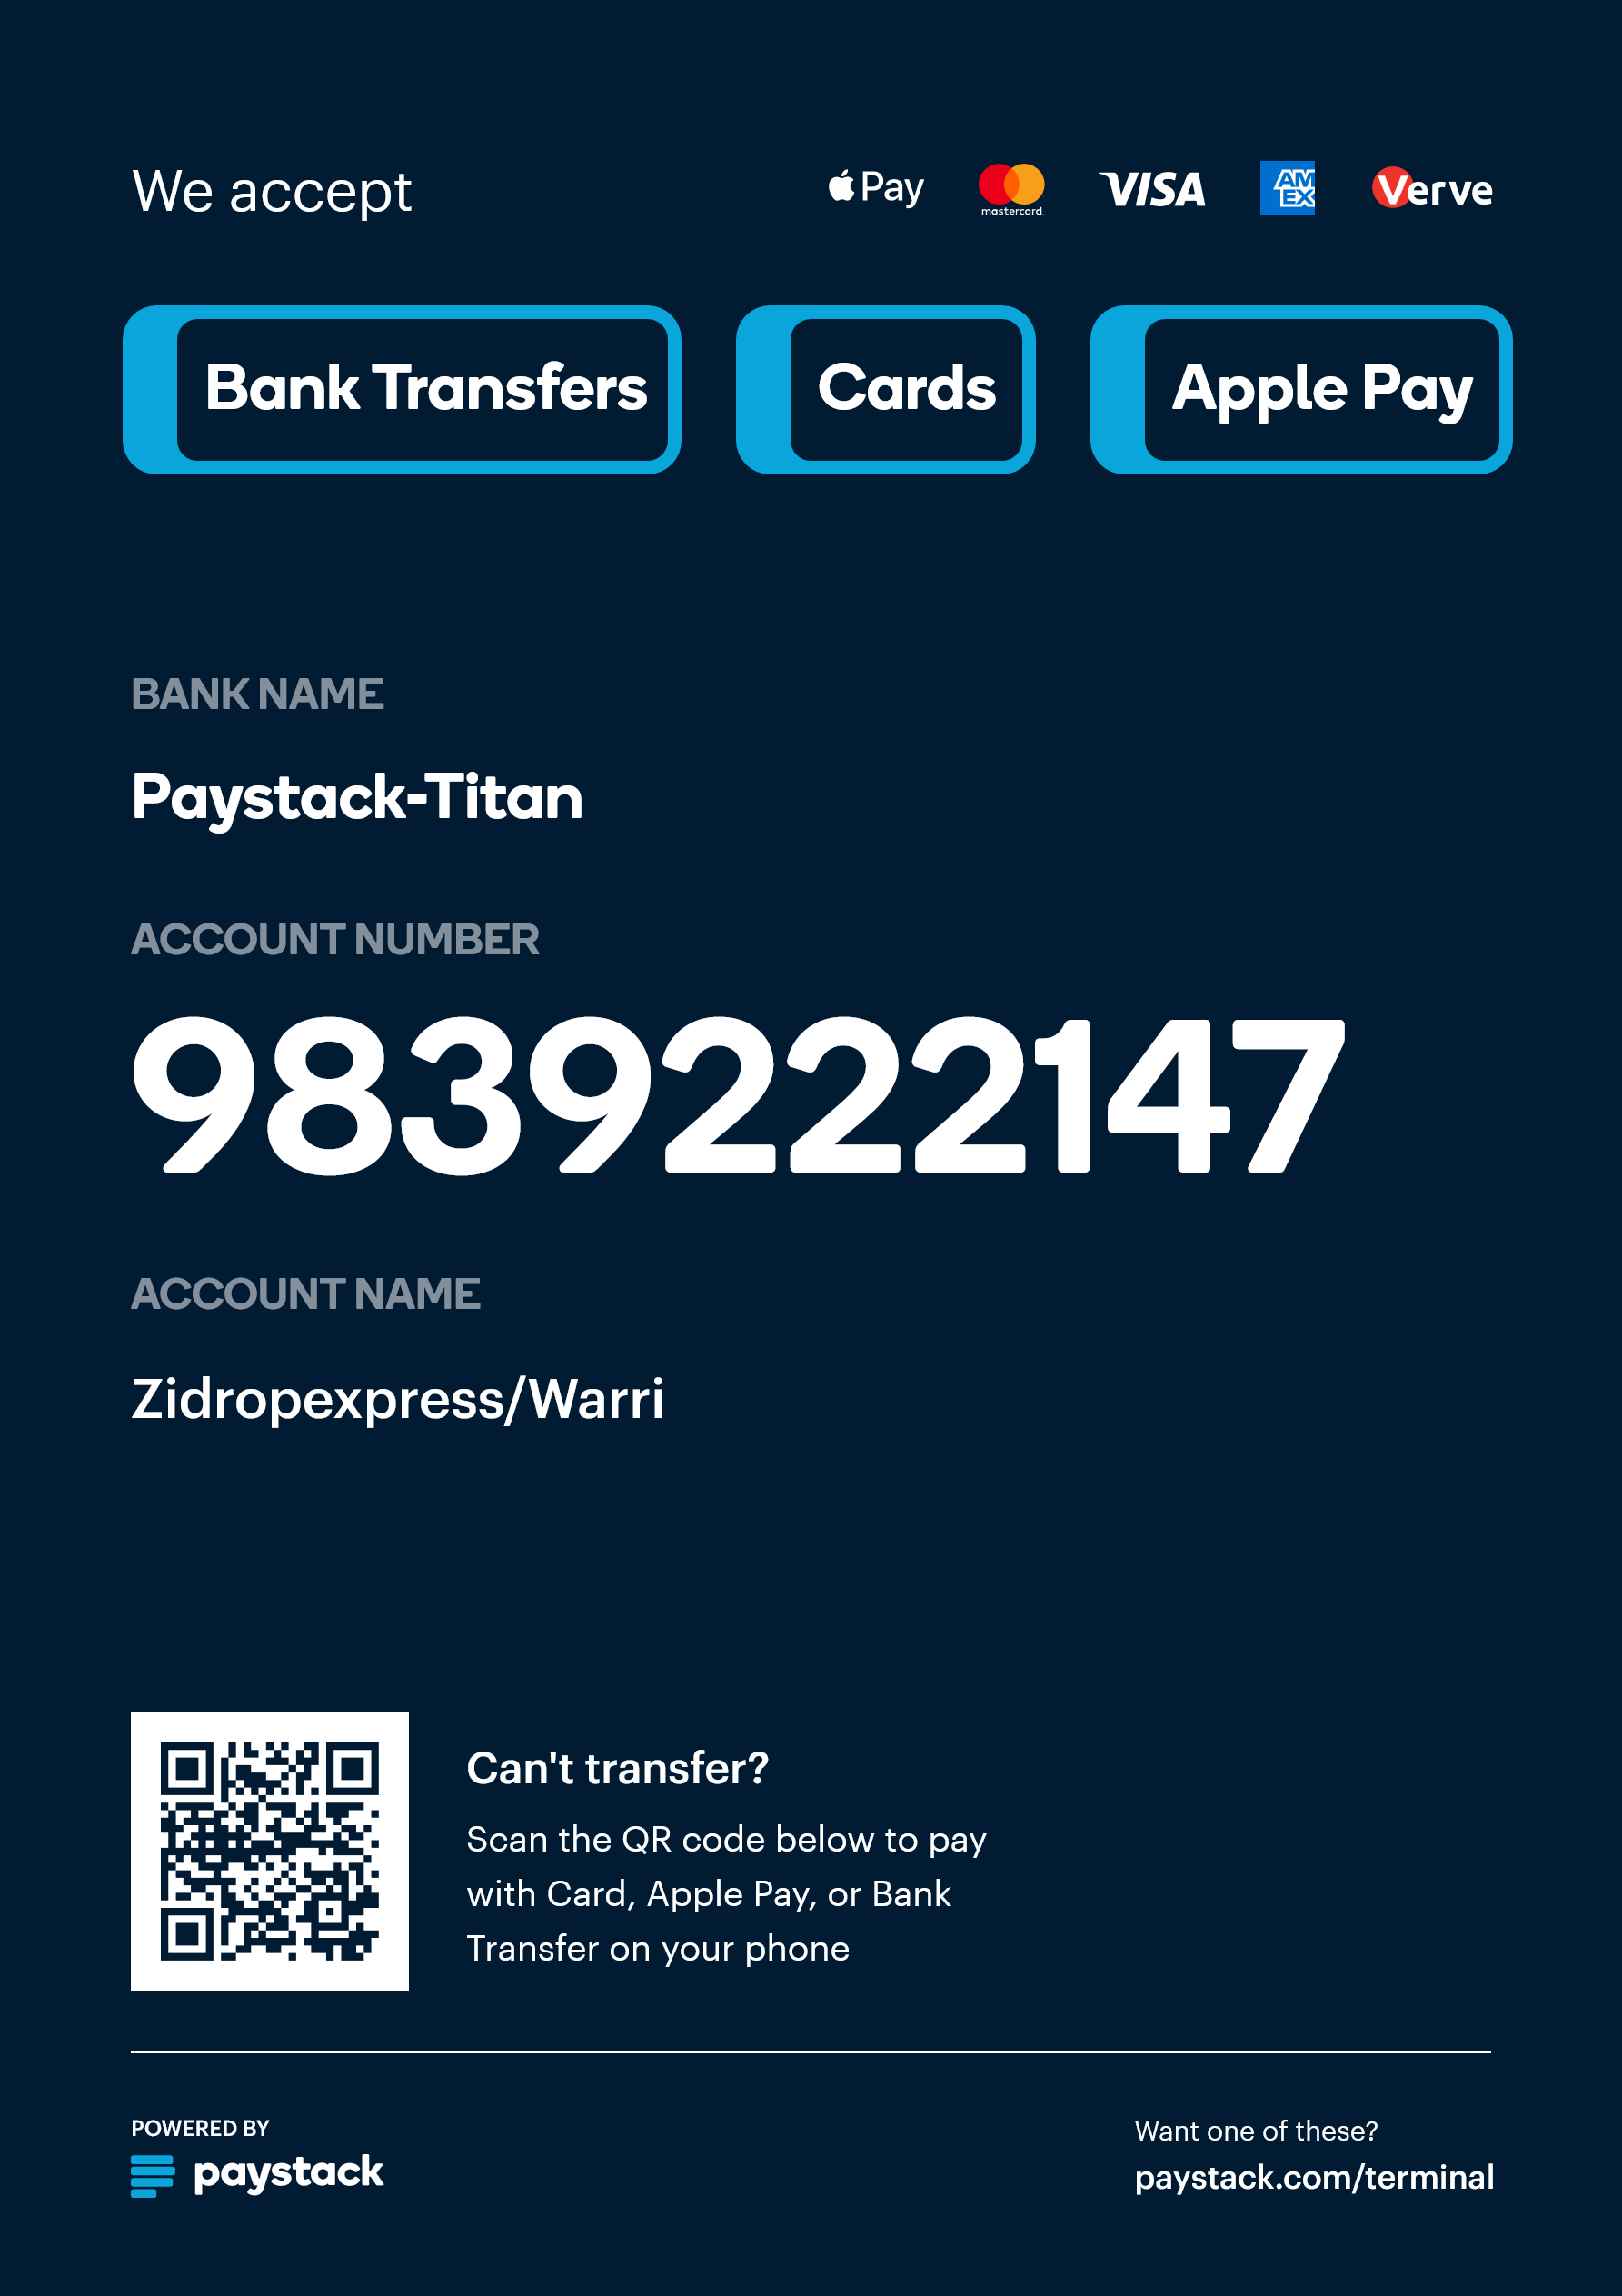 We accept
Pay mastercard. VISA AMEX Verve
Bank Transfers Cards Apple Pay
BANK NAME
Paystack-Titan
ACCOUNT NUMBER
9839222147
ACCOUNT NAME
Zidropexpress/Warri
Can't transfer?
Scan the QR code below to pay
with Card, Apple Pay, or Bank
Transfer on your phone
POWERED BY
paystack
Want one of these?
paystack.com/terminal